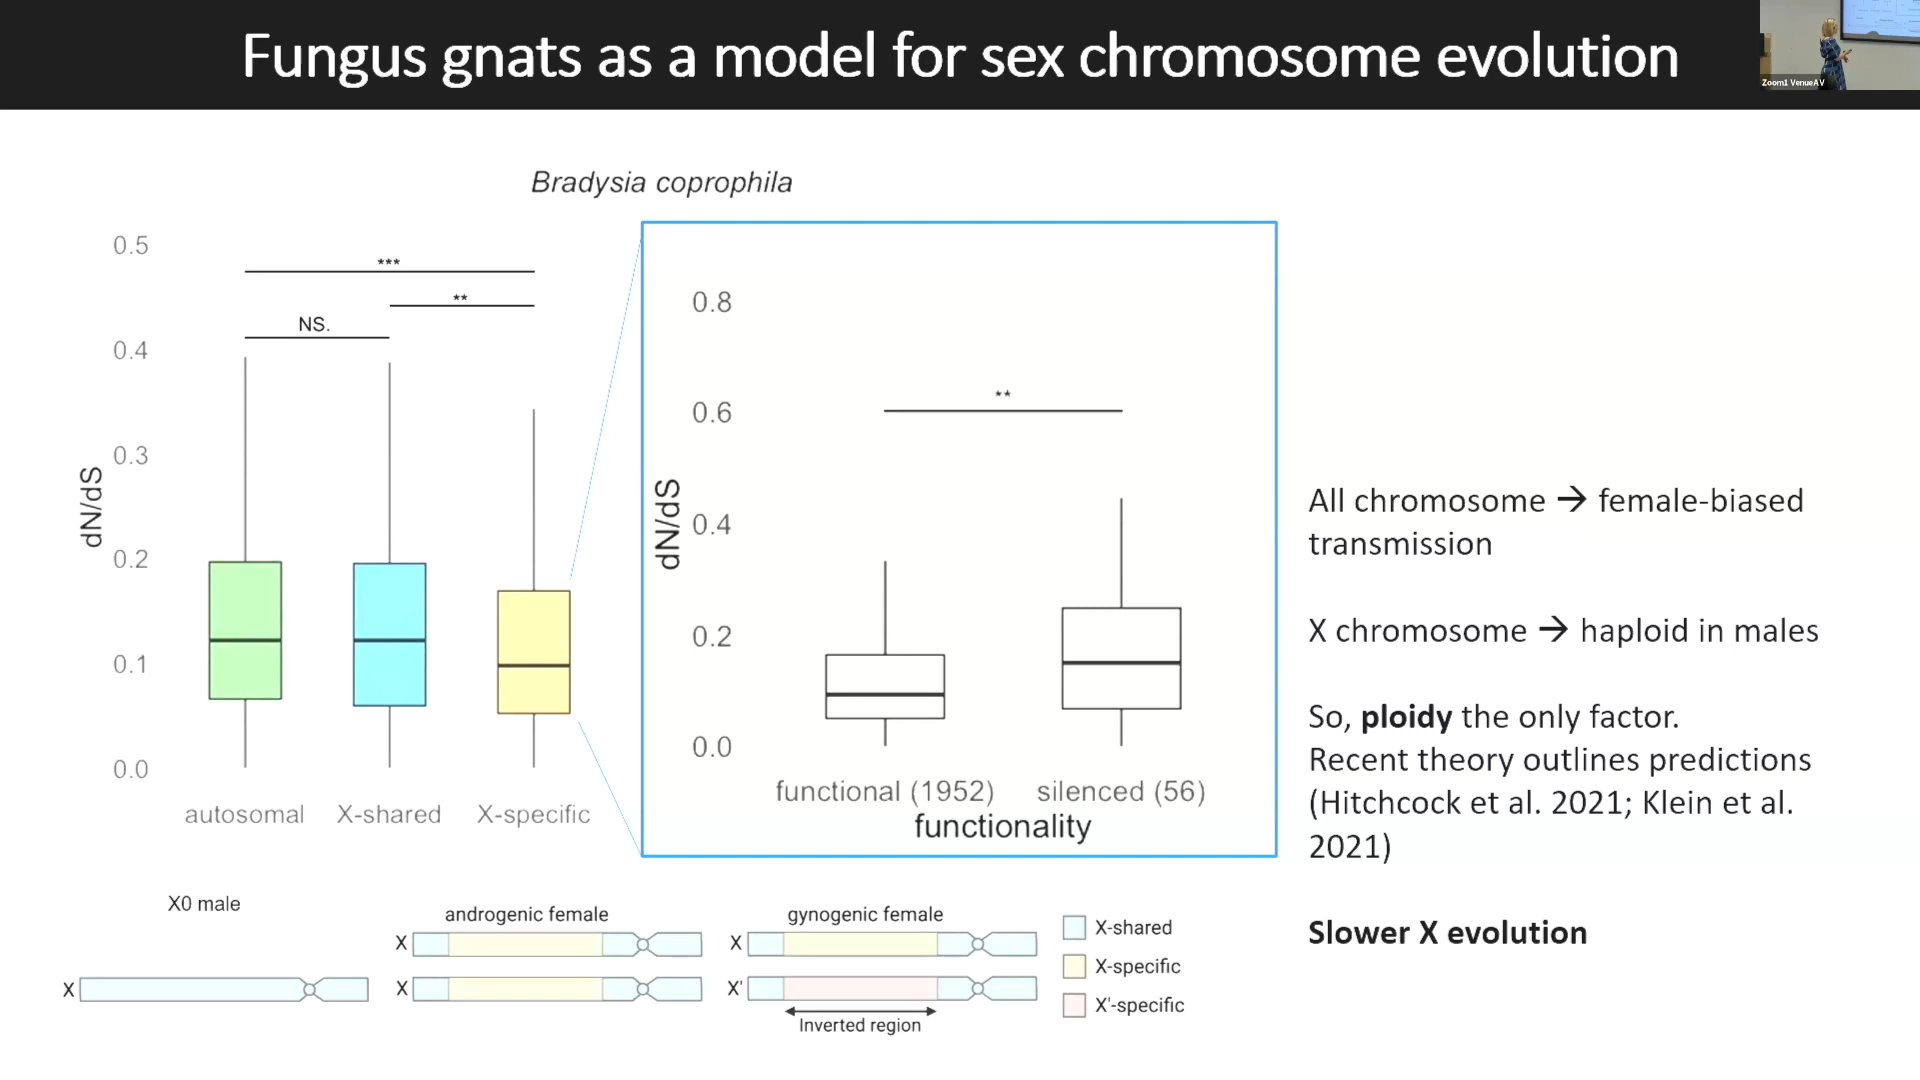 Fungus gnats as a model for sex chromosome evolution
Zoom1 VenueAV
Bradysia coprophila
0.5
0.4
0.3
0.2
0.1
0.0
dN/dS
***
**
NS.
autosomal
X-shared
X-specific
0.8
0.6
0.4
0.2
0.0
dN/dS
**
functional (1952)
silenced (56)
functionality
All chromosome → female-biased
transmission
X chromosome → haploid in males
So, ploidy the only factor.
Recent theory outlines predictions
(Hitchcock et al. 2021; Klein et al.
2021)
Slower X evolution
X0 male
X
androgenic female
X
X
gynogenic female
X
X'
Inverted region
X-shared
X-specific
X'-specific